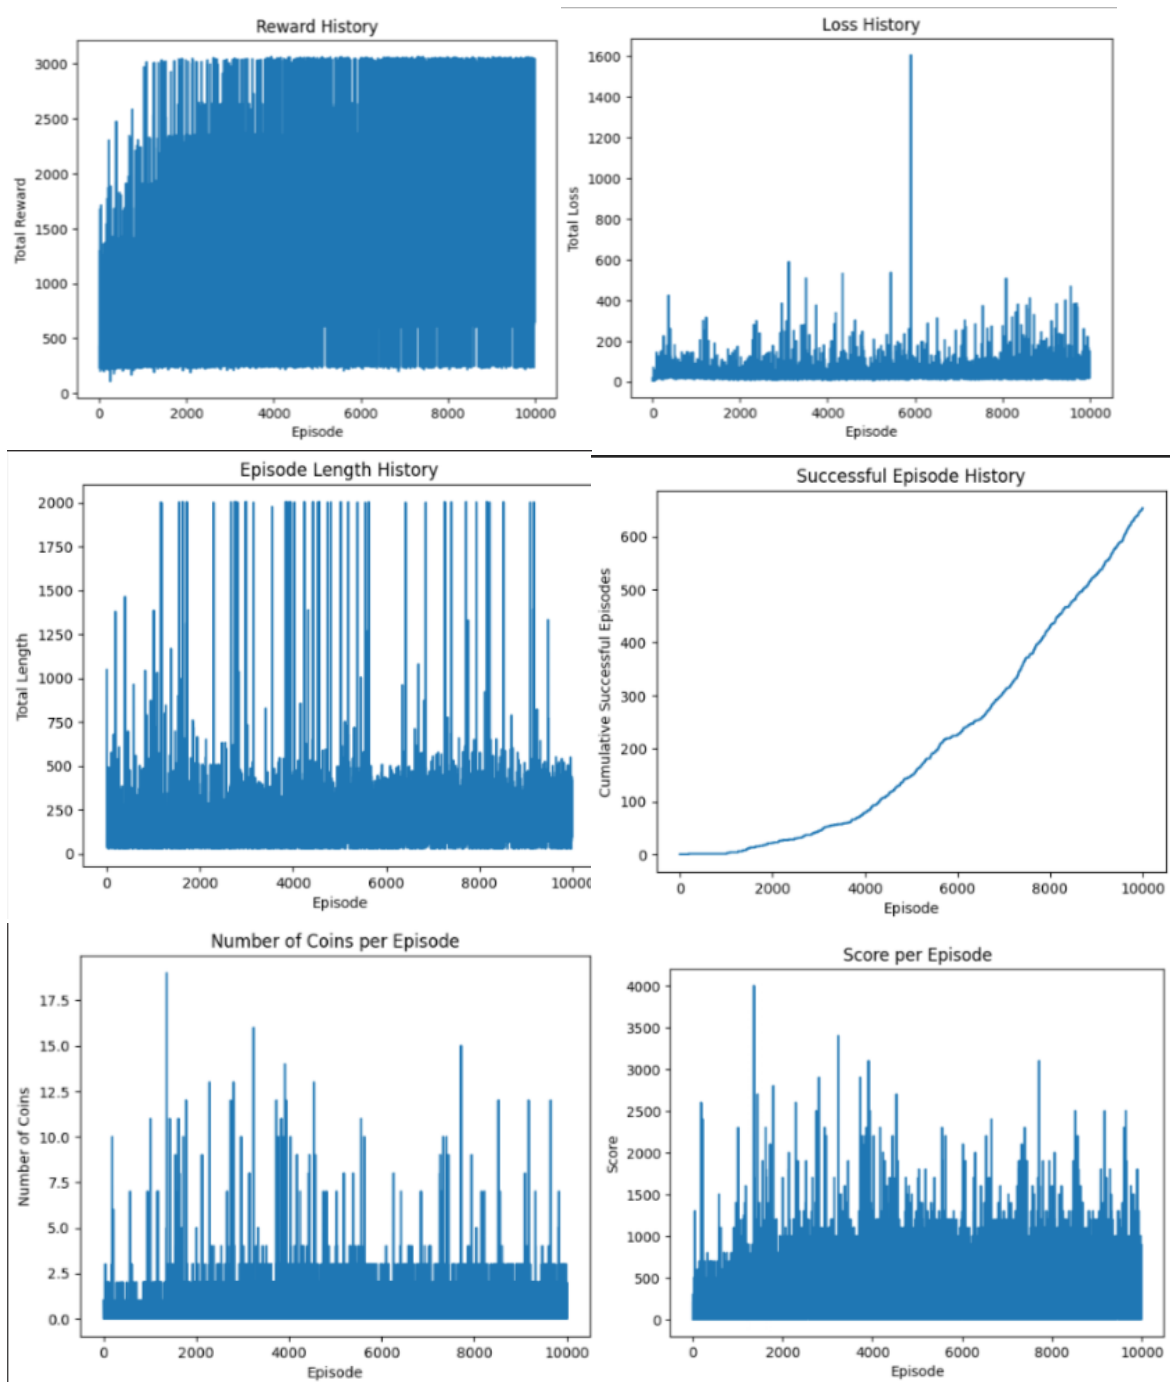 Reward History
3000
2500
2000
1500
1000
500
0
Total Reward
0 2000 4000 6000 8000 10000
Episode
Loss History
1600
1400
1200
1000
800
600
400
200
0
Total Loss
0 2000 4000 6000 8000 10000
Episode
Episode Length History
2000
1750
1500
1250
1000
750
500
250
0
Total Length
0 2000 4000 6000 8000 10000
Episode
Successful Episode History
600
500
400
300
200
100
0
Cumulative Successful Episodes
0 2000 4000 6000 8000 10000
Episode
Number of Coins per Episode
17.5
15.0
12.5
10.0
7.5
5.0
2.5
0.0
Number of Coins
0 2000 4000 6000 8000 10000
Episode
Score per Episode
4000
3500
3000
2500
2000
1500
1000
500
0
Score
0 2000 4000 6000 8000 10000
Episode